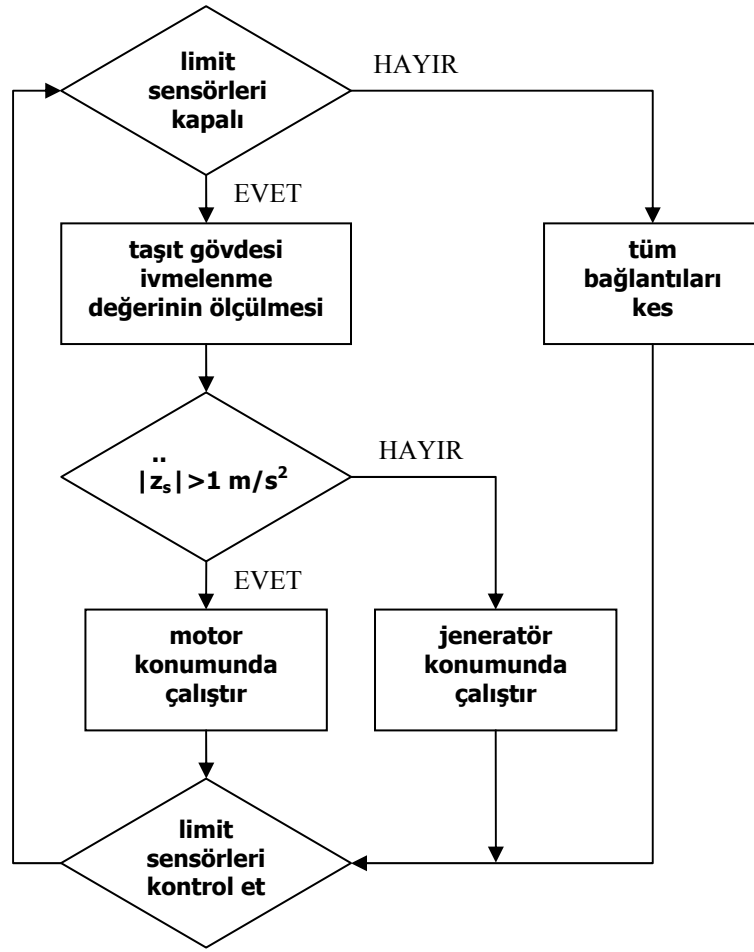 limit
sensörleri
kapalı
HAYIR
EVET
taşıt gövdesi
ivmelenme
değerinin ölçülmesi
tüm
bağlantıları
kes
|z̈ₛ|>1 m/s²
HAYIR
EVET
motor
konumunda
çalıştır
jeneratör
konumunda
çalıştır
limit
sensörleri
kontrol et